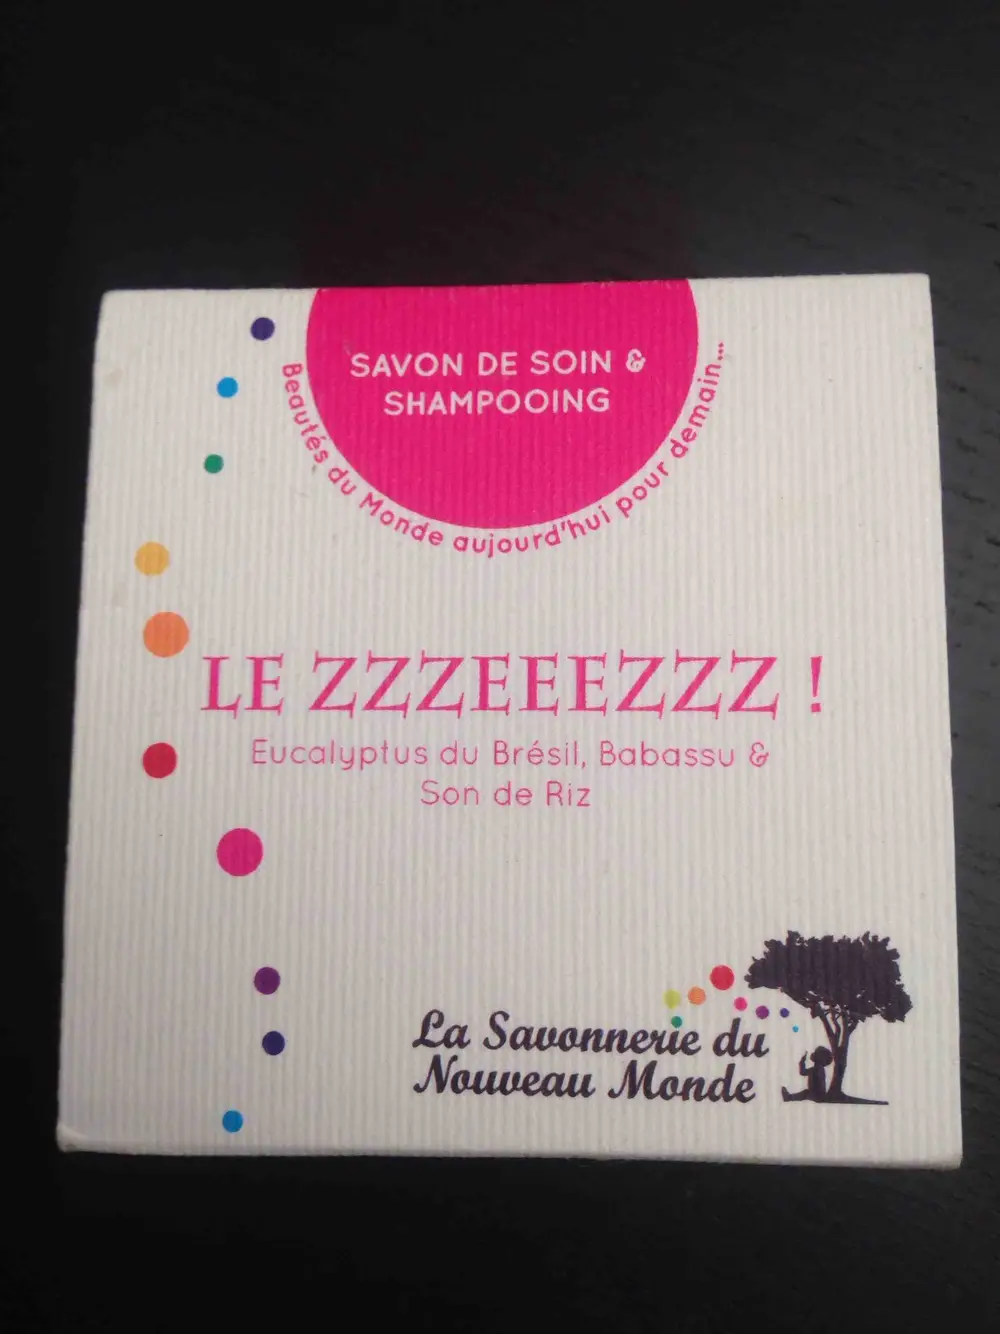 SAVON DE SOIN &
SHAMPOOING
Beautés du Monde aujourd'hui pour demain...
LE ZZZEEEZZZ !
Eucalyptus du Brésil, Babassu &
Son de Riz
La Savonnerie du
Nouveau Monde